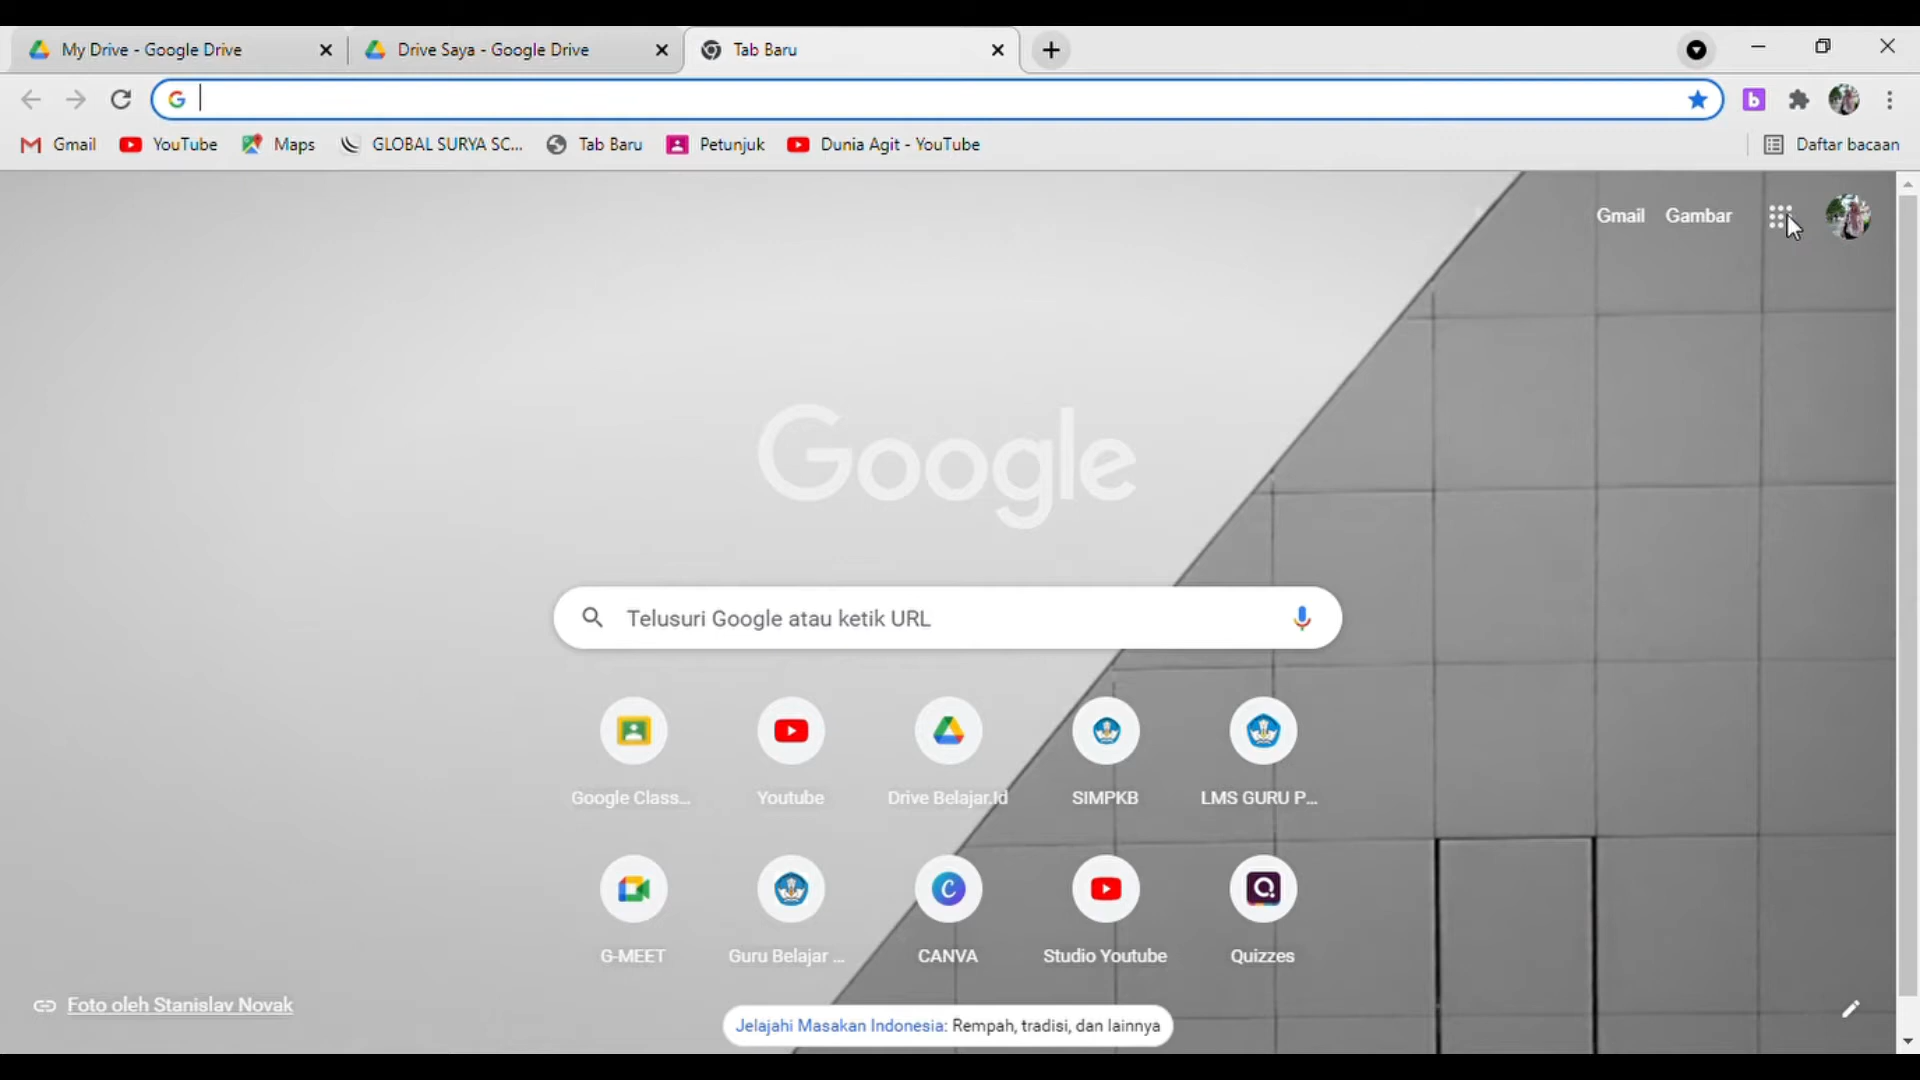 My Drive - Google Drive
Drive Saya - Google Drive
Tab Baru
Gmail
YouTube
Maps
GLOBAL SURYA SC...
Tab Baru
Petunjuk
Dunia Agit - YouTube
Daftar bacaan
Gmail Gambar
Google
Telusuri Google atau ketik URL
Google Class...
Youtube
Drive Belajar.Id
SIMPKB
LMS GURU P...
G-MEET
Guru Belajar ...
CANVA
Studio Youtube
Quizzes
Foto oleh Stanislav Novak
Jelajahi Masakan Indonesia: Rempah, tradisi, dan lainnya